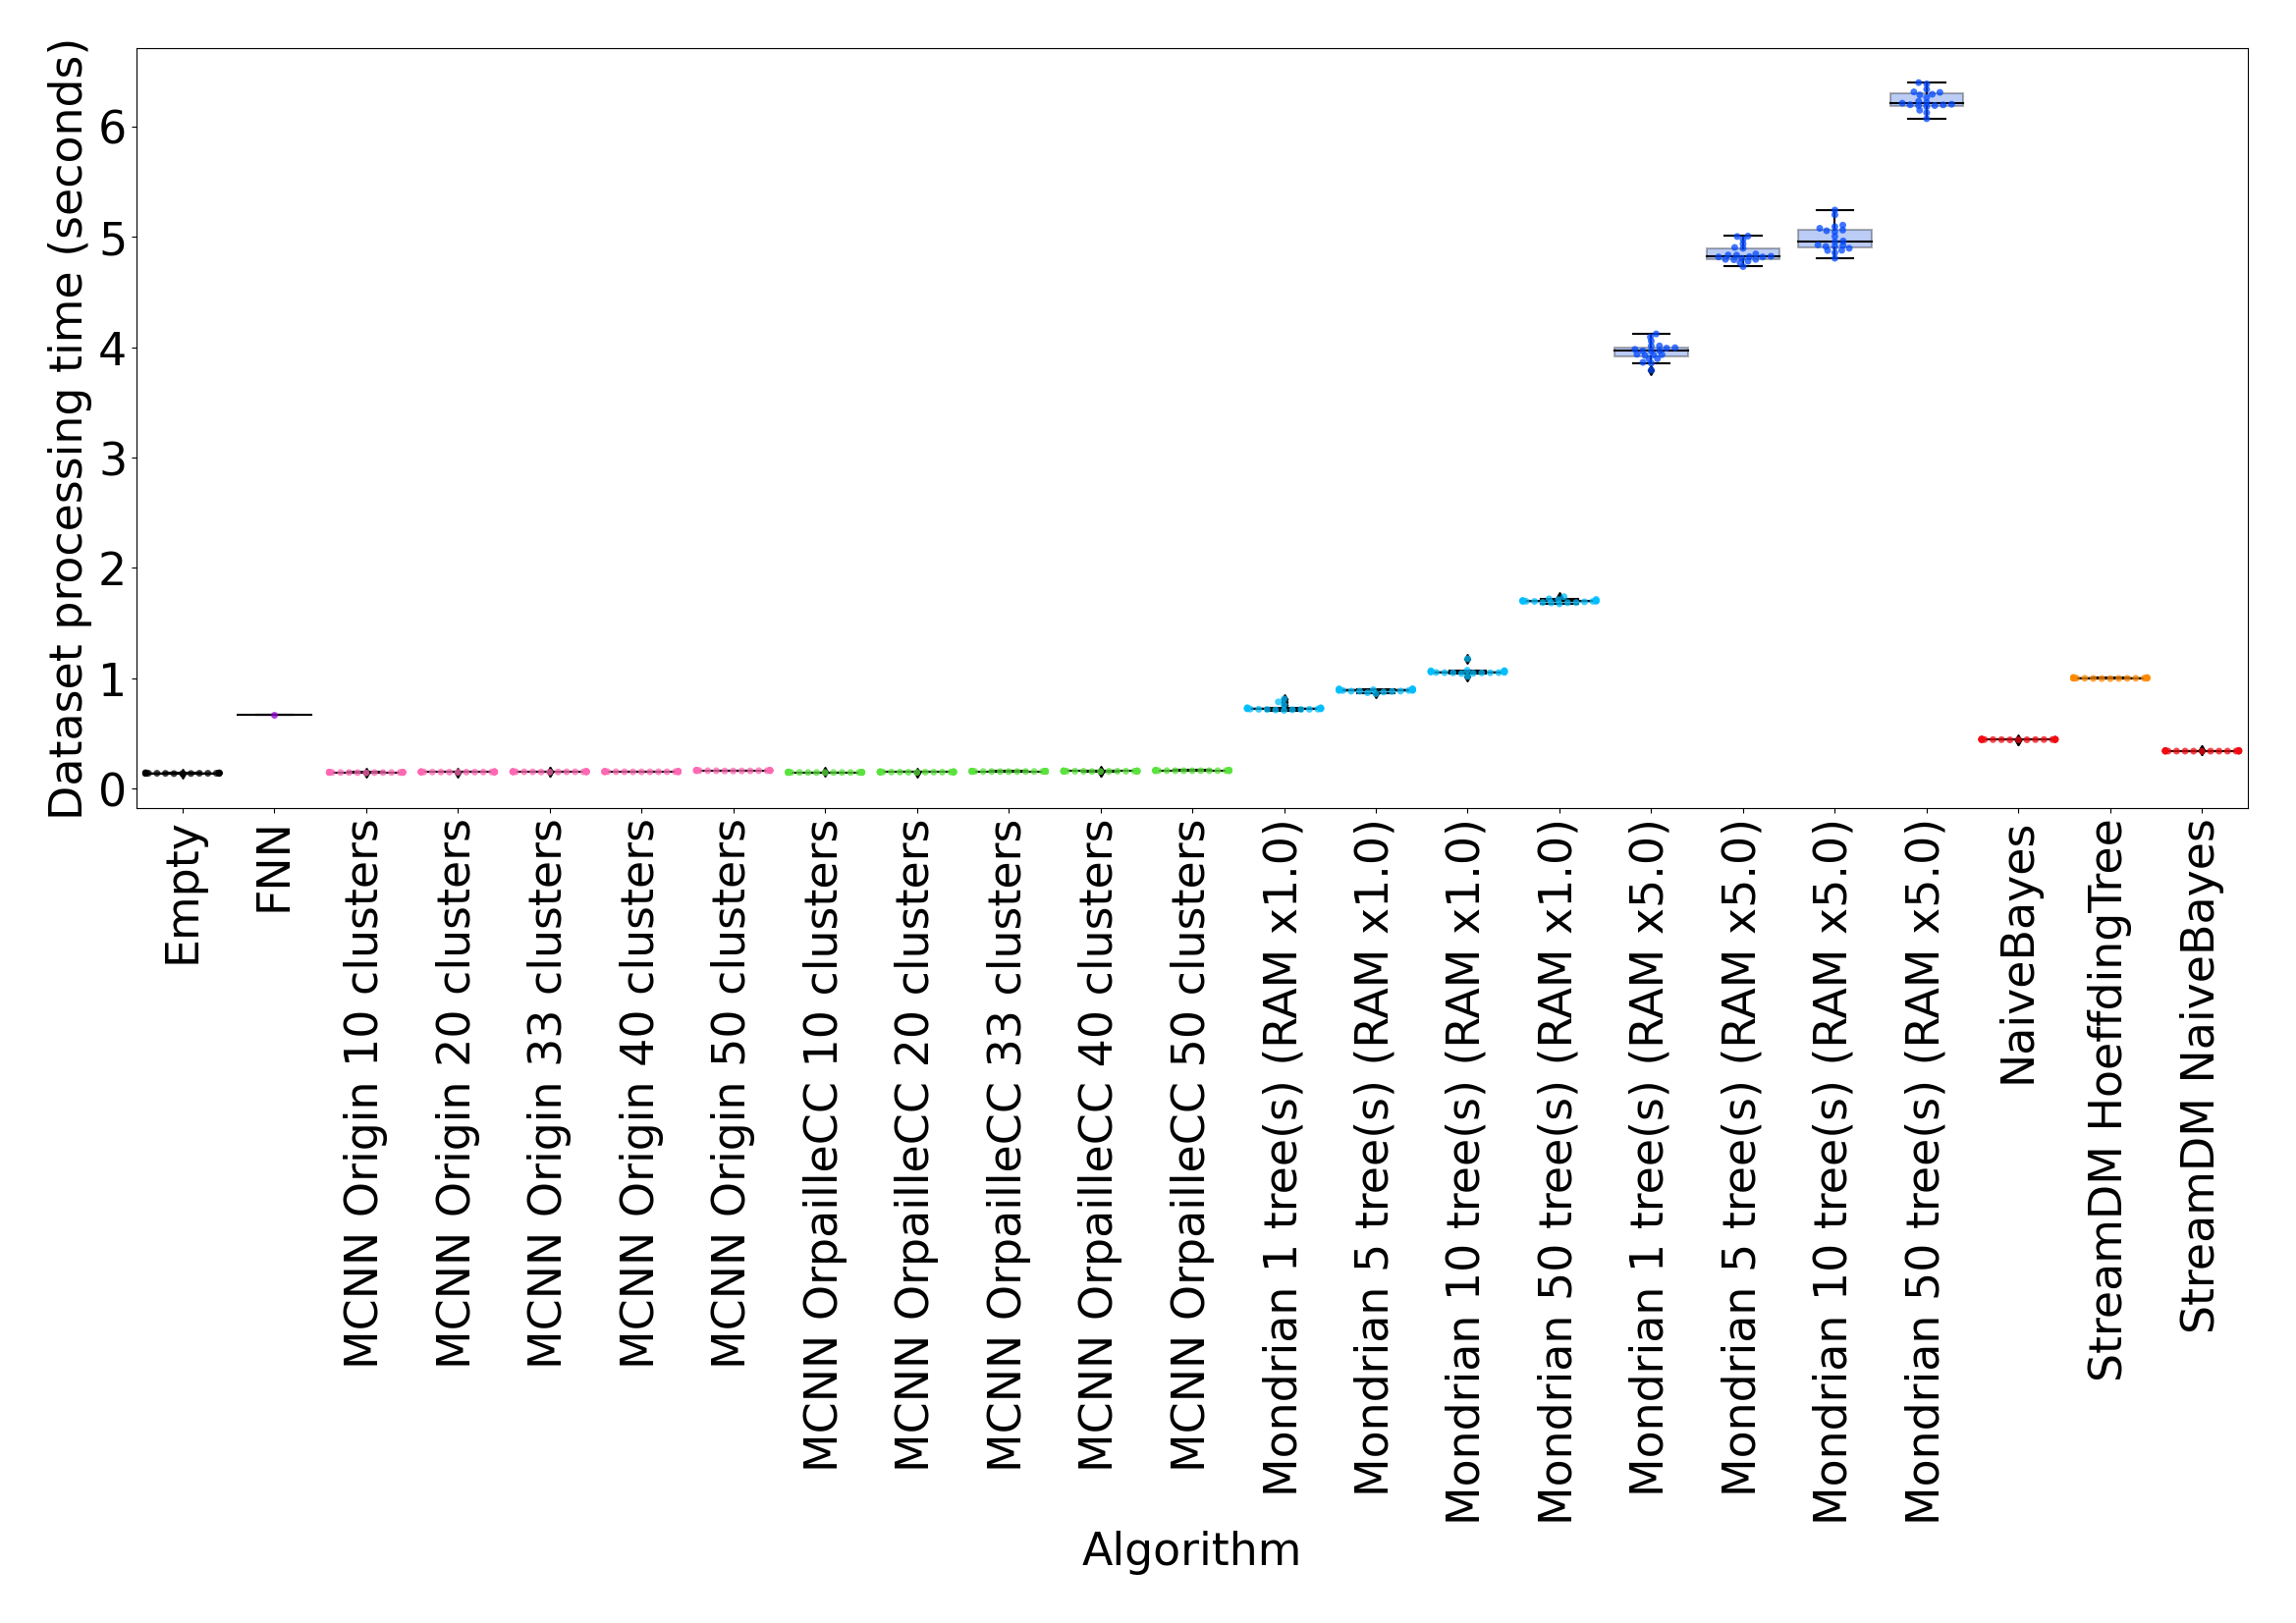 Dataset processing time (seconds)
6
5
4
3
2
1
0
Empty
FNN
MCNN Origin 10 clusters
MCNN Origin 20 clusters
MCNN Origin 33 clusters
MCNN Origin 40 clusters
MCNN Origin 50 clusters
MCNN OrpailleCC 10 clusters
MCNN OrpailleCC 20 clusters
MCNN OrpailleCC 33 clusters
MCNN OrpailleCC 40 clusters
MCNN OrpailleCC 50 clusters
Mondrian 1 tree(s) (RAM x1.0)
Mondrian 5 tree(s) (RAM x1.0)
Mondrian 10 tree(s) (RAM x1.0)
Mondrian 50 tree(s) (RAM x1.0)
Mondrian 1 tree(s) (RAM x5.0)
Mondrian 5 tree(s) (RAM x5.0)
Mondrian 10 tree(s) (RAM x5.0)
Mondrian 50 tree(s) (RAM x5.0)
NaiveBayes
StreamDM HoeffdingTree
StreamDM NaiveBayes
Algorithm